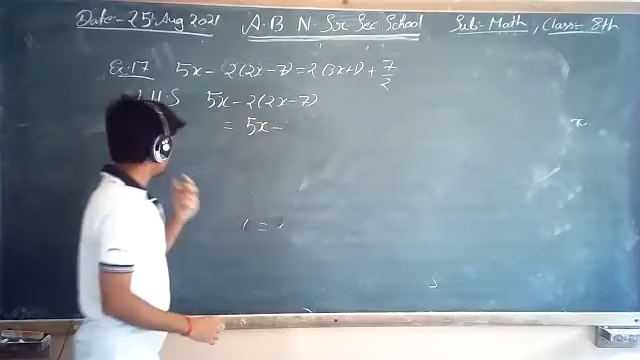 Date:- 25 Aug 2021 A.B.N. Sr. Sec. School Sub:- Math, Class:- 8th
Ex:17 5x - 2(2x-7) = 2(3x+1) + 7/2
L.H.S 5x - 2(2x-7)
= 5x -